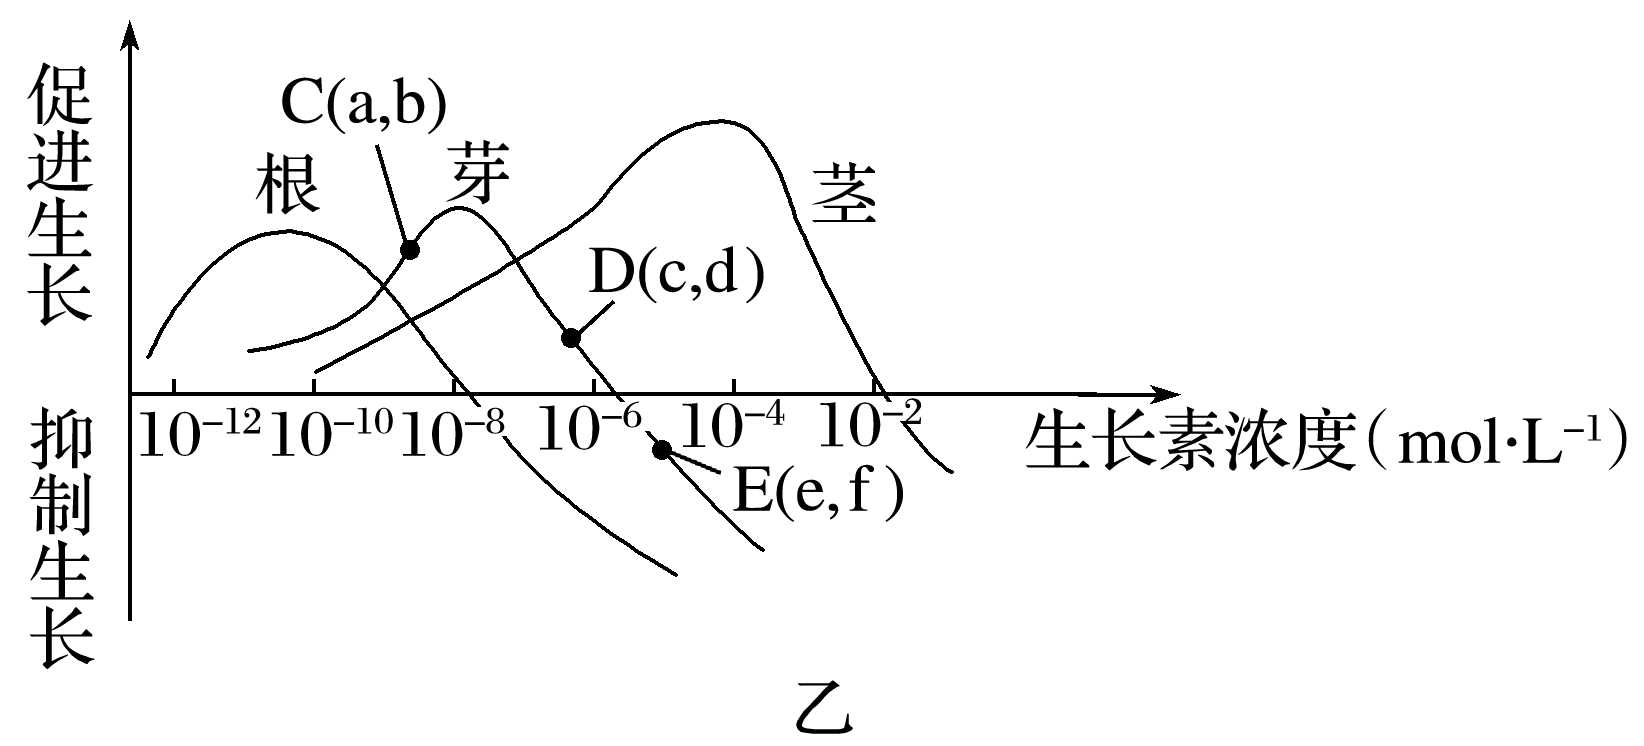 促进生长
抑制生长
C(a,b)
根
芽
茎
D(c,d)
10⁻¹² 10⁻¹⁰ 10⁻⁸ 10⁻⁶ 10⁻⁴ 10⁻²
生长素浓度(mol·L⁻¹)
E(e,f)
乙